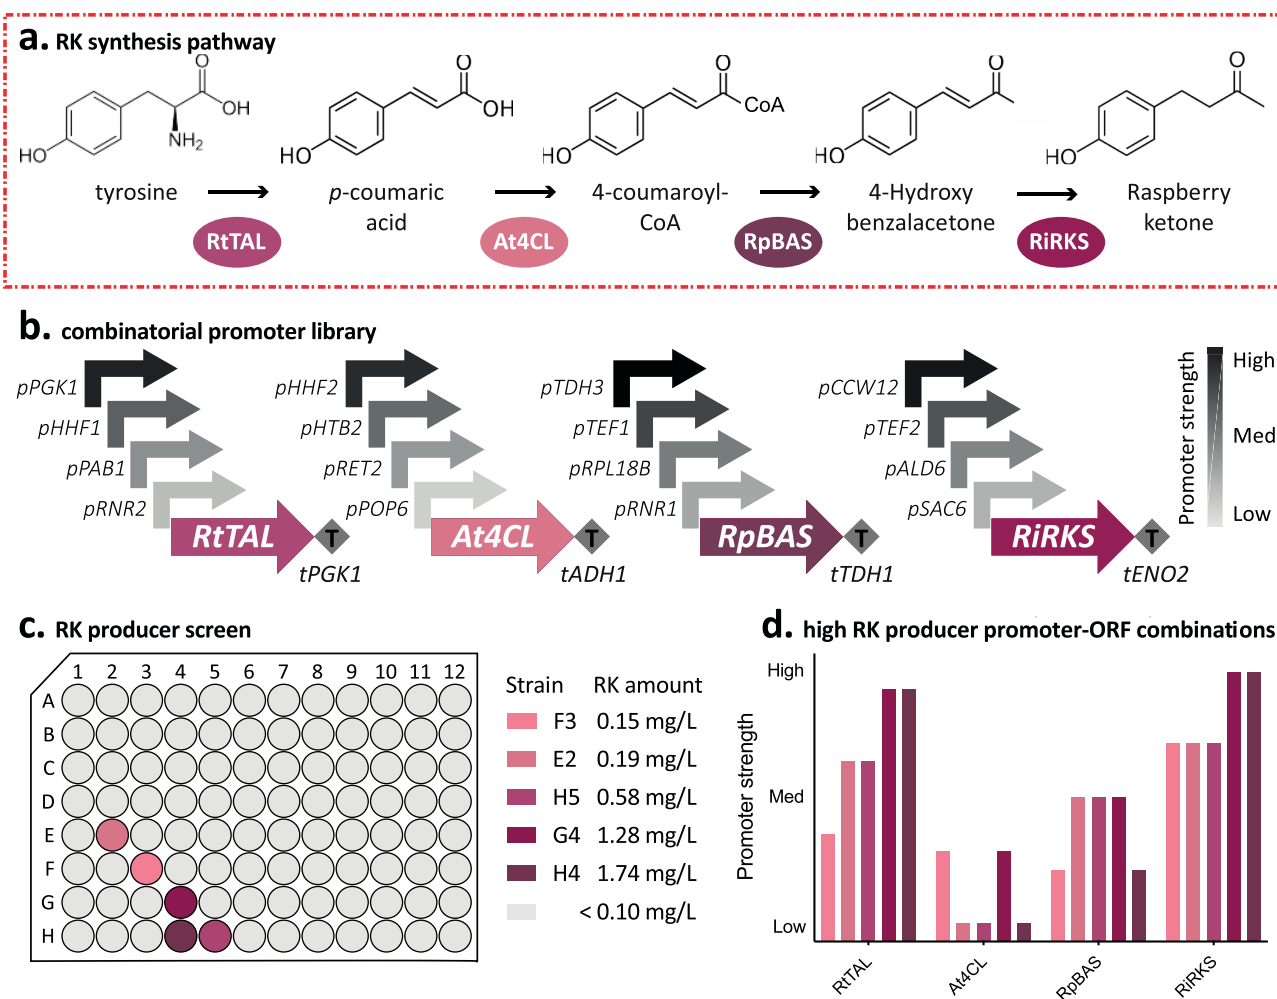 a. RK synthesis pathway
O
OH
NH2
HO
O
OH
HO
O
CoA
HO
O
HO
O
HO
tyrosine
p-coumaric
acid
4-coumaroyl-
CoA
4-Hydroxy
benzalacetone
Raspberry
ketone
RtTAL
At4CL
RpBAS
RiRKS
b. combinatorial promoter library
pPGK1
pHHF1
pPAB1
pRNR2
RtTAL
T
tPGK1
pHHF2
pHTB2
pRET2
pPOP6
At4CL
T
tADH1
pTDH3
pTEF1
pRPL18B
pRNR1
RpBAS
T
tTDH1
pCCW12
pTEF2
pALD6
pSAC6
RiRKS
T
tENO2
Promoter strength
High
Med
Low
c. RK producer screen
1 2 3 4 5 6 7 8 9 10 11 12
A
B
C
D
E
F
G
H
Strain RK amount
F3 0.15 mg/L
E2 0.19 mg/L
H5 0.58 mg/L
G4 1.28 mg/L
H4 1.74 mg/L
< 0.10 mg/L
d. high RK producer promoter-ORF combinations
Promoter strength
High
Med
Low
RtTAL
At4CL
RpBAS
RiRKS